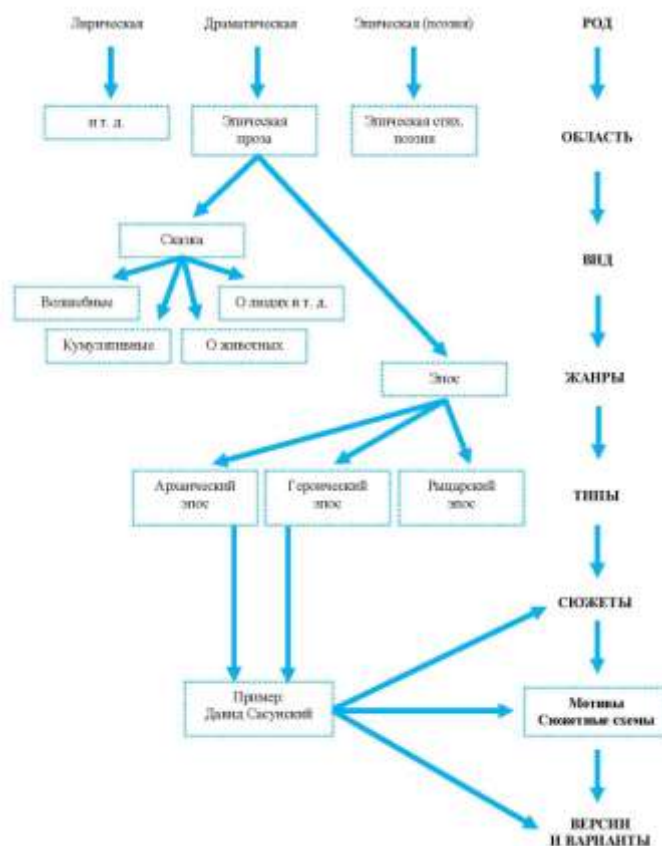 Лирическая
Драматическая
Эпическая (поэзия)
РОД
и т. д.
Эпическая
проза
Эпическая стих.
поэзия
ОБЛАСТЬ
Сказка
ВИД
Волшебные
О людях и т. д.
Кумулятивные
О животных
Эпос
ЖАНРЫ
Архаический
эпос
Героический
эпос
Рыцарский
эпос
ТИПЫ
СЮЖЕТЫ
Пример:
Давид Сасунский
Мотивы
Сюжетные схемы
ВЕРСИИ
И ВАРИАНТЫ